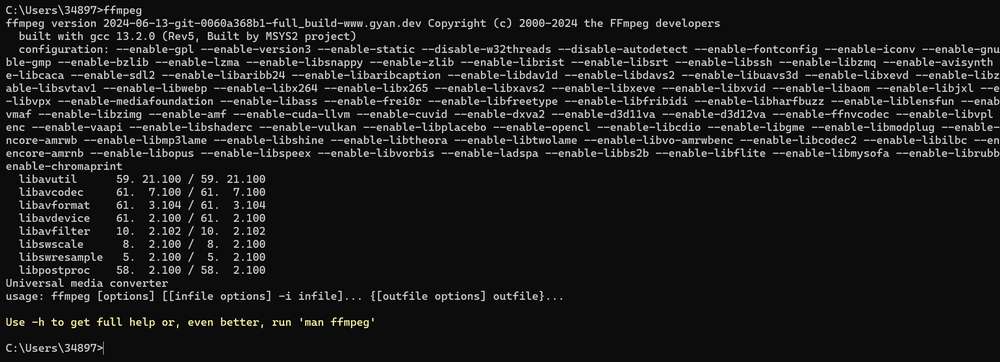 C:\Users\34897>ffmpeg
ffmpeg version 2024-06-13-git-0060a368b1-full_build-www.gyan.dev Copyright (c) 2000-2024 the FFmpeg developers
  built with gcc 13.2.0 (Rev5, Built by MSYS2 project)
  configuration: --enable-gpl --enable-version3 --enable-static --disable-w32threads --disable-autodetect --enable-fontconfig --enable-iconv --enable-gnu
ble-gmp --enable-bzlib --enable-lzma --enable-libsnappy --enable-zlib --enable-librist --enable-libsrt --enable-libssh --enable-libzmq --enable-avisynth
e-libcaca --enable-sdl2 --enable-libaribb24 --enable-libaribcaption --enable-libdav1d --enable-libdavs2 --enable-libuavs3d --enable-libxevd --enable-libz
able-libsvtav1 --enable-libwebp --enable-libx264 --enable-libx265 --enable-libxavs2 --enable-libxeve --enable-libxvid --enable-libaom --enable-libjxl --e
-libvpx --enable-mediafoundation --enable-libass --enable-frei0r --enable-libfreetype --enable-libfribidi --enable-libharfbuzz --enable-liblensfun --enab
vmaf --enable-libzimg --enable-amf --enable-cuda-llvm --enable-cuvid --enable-dxva2 --enable-d3d11va --enable-d3d12va --enable-ffnvcodec --enable-libvpl
enc --enable-vaapi --enable-libshaderc --enable-vulkan --enable-libplacebo --enable-opencl --enable-libcdio --enable-libgme --enable-libmodplug --enable-
ncore-amrwb --enable-libmp3lame --enable-libshine --enable-libtheora --enable-libtwolame --enable-libvo-amrwbenc --enable-libcodec2 --enable-libilbc --en
encore-amrnb --enable-libopus --enable-libspeex --enable-libvorbis --enable-ladspa --enable-libbs2b --enable-libflite --enable-libmysofa --enable-librubb
enable-chromaprint
  libavutil      59. 21.100 / 59. 21.100
  libavcodec     61.  7.100 / 61.  7.100
  libavformat    61.  3.104 / 61.  3.104
  libavdevice    61.  2.100 / 61.  2.100
  libavfilter    10.  2.102 / 10.  2.102
  libswscale      8.  2.100 /  8.  2.100
  libswresample   5.  2.100 /  5.  2.100
  libpostproc    58.  2.100 / 58.  2.100
Universal media converter
usage: ffmpeg [options] [[infile options] -i infile]... {[outfile options] outfile}...
Use -h to get full help or, even better, run 'man ffmpeg'
C:\Users\34897>